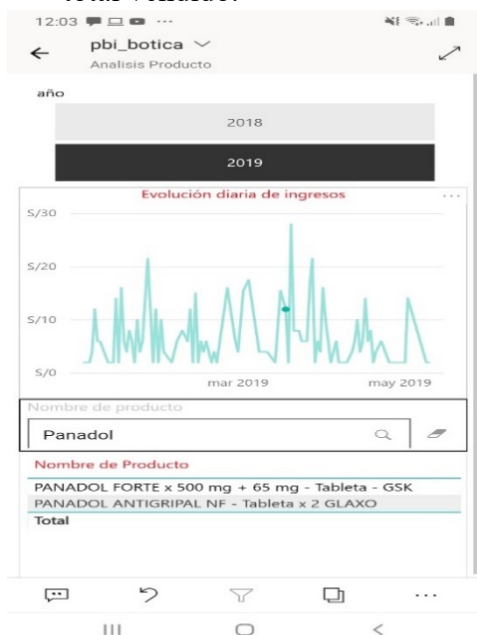 total vendido.
12:03
pbi_botica
Analisis Producto
año
2018
2019
Evolución diaria de ingresos
S/30
S/20
S/10
S/0
mar 2019
may 2019
Nombre de producto
Panadol
Nombre de Producto
PANADOL FORTE x 500 mg + 65 mg - Tableta - GSK
PANADOL ANTIGRIPAL NF - Tableta x 2 GLAXO
Total